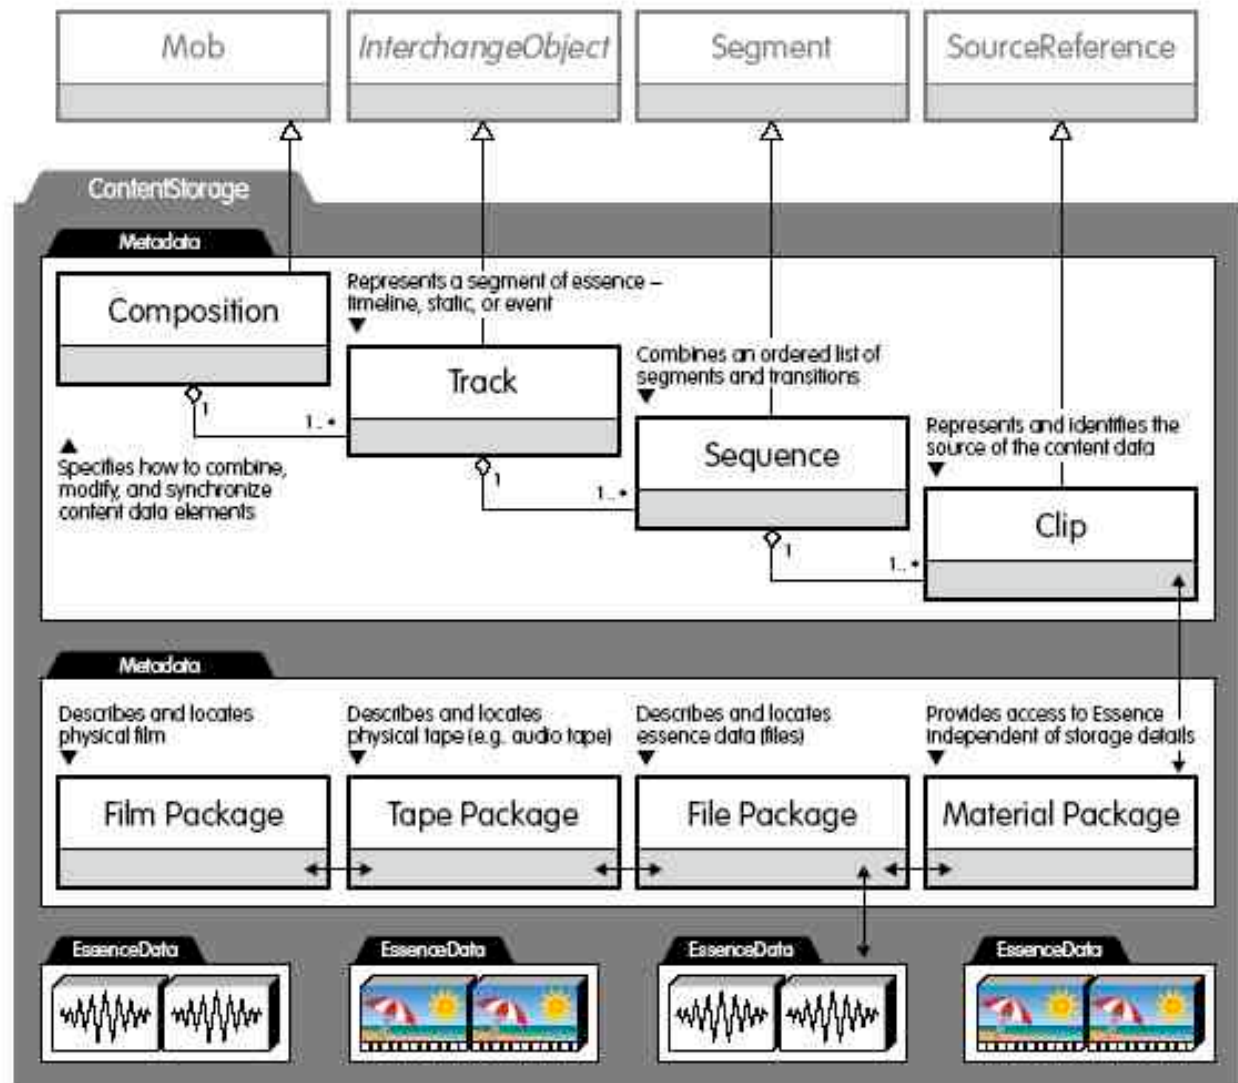 Mob
InterchangeObject
Segment
SourceReference
ContentStorage
Metadata
Composition
Represents a segment of essence –
timeline, static, or event
Track
Combines an ordered list of
segments and transitions
Sequence
Represents and identifies the
source of the content data
Clip
1
1..*
Specifies how to combine,
modify, and synchronize
content data elements
1
1..*
1
1..*
Metadata
Describes and locates
physical film
Describes and locates
physical tape (e.g. audio tape)
Describes and locates
essence data (files)
Provides access to Essence
independent of storage details
Film Package
Tape Package
File Package
Material Package
EssenceData
EssenceData
EssenceData
EssenceData